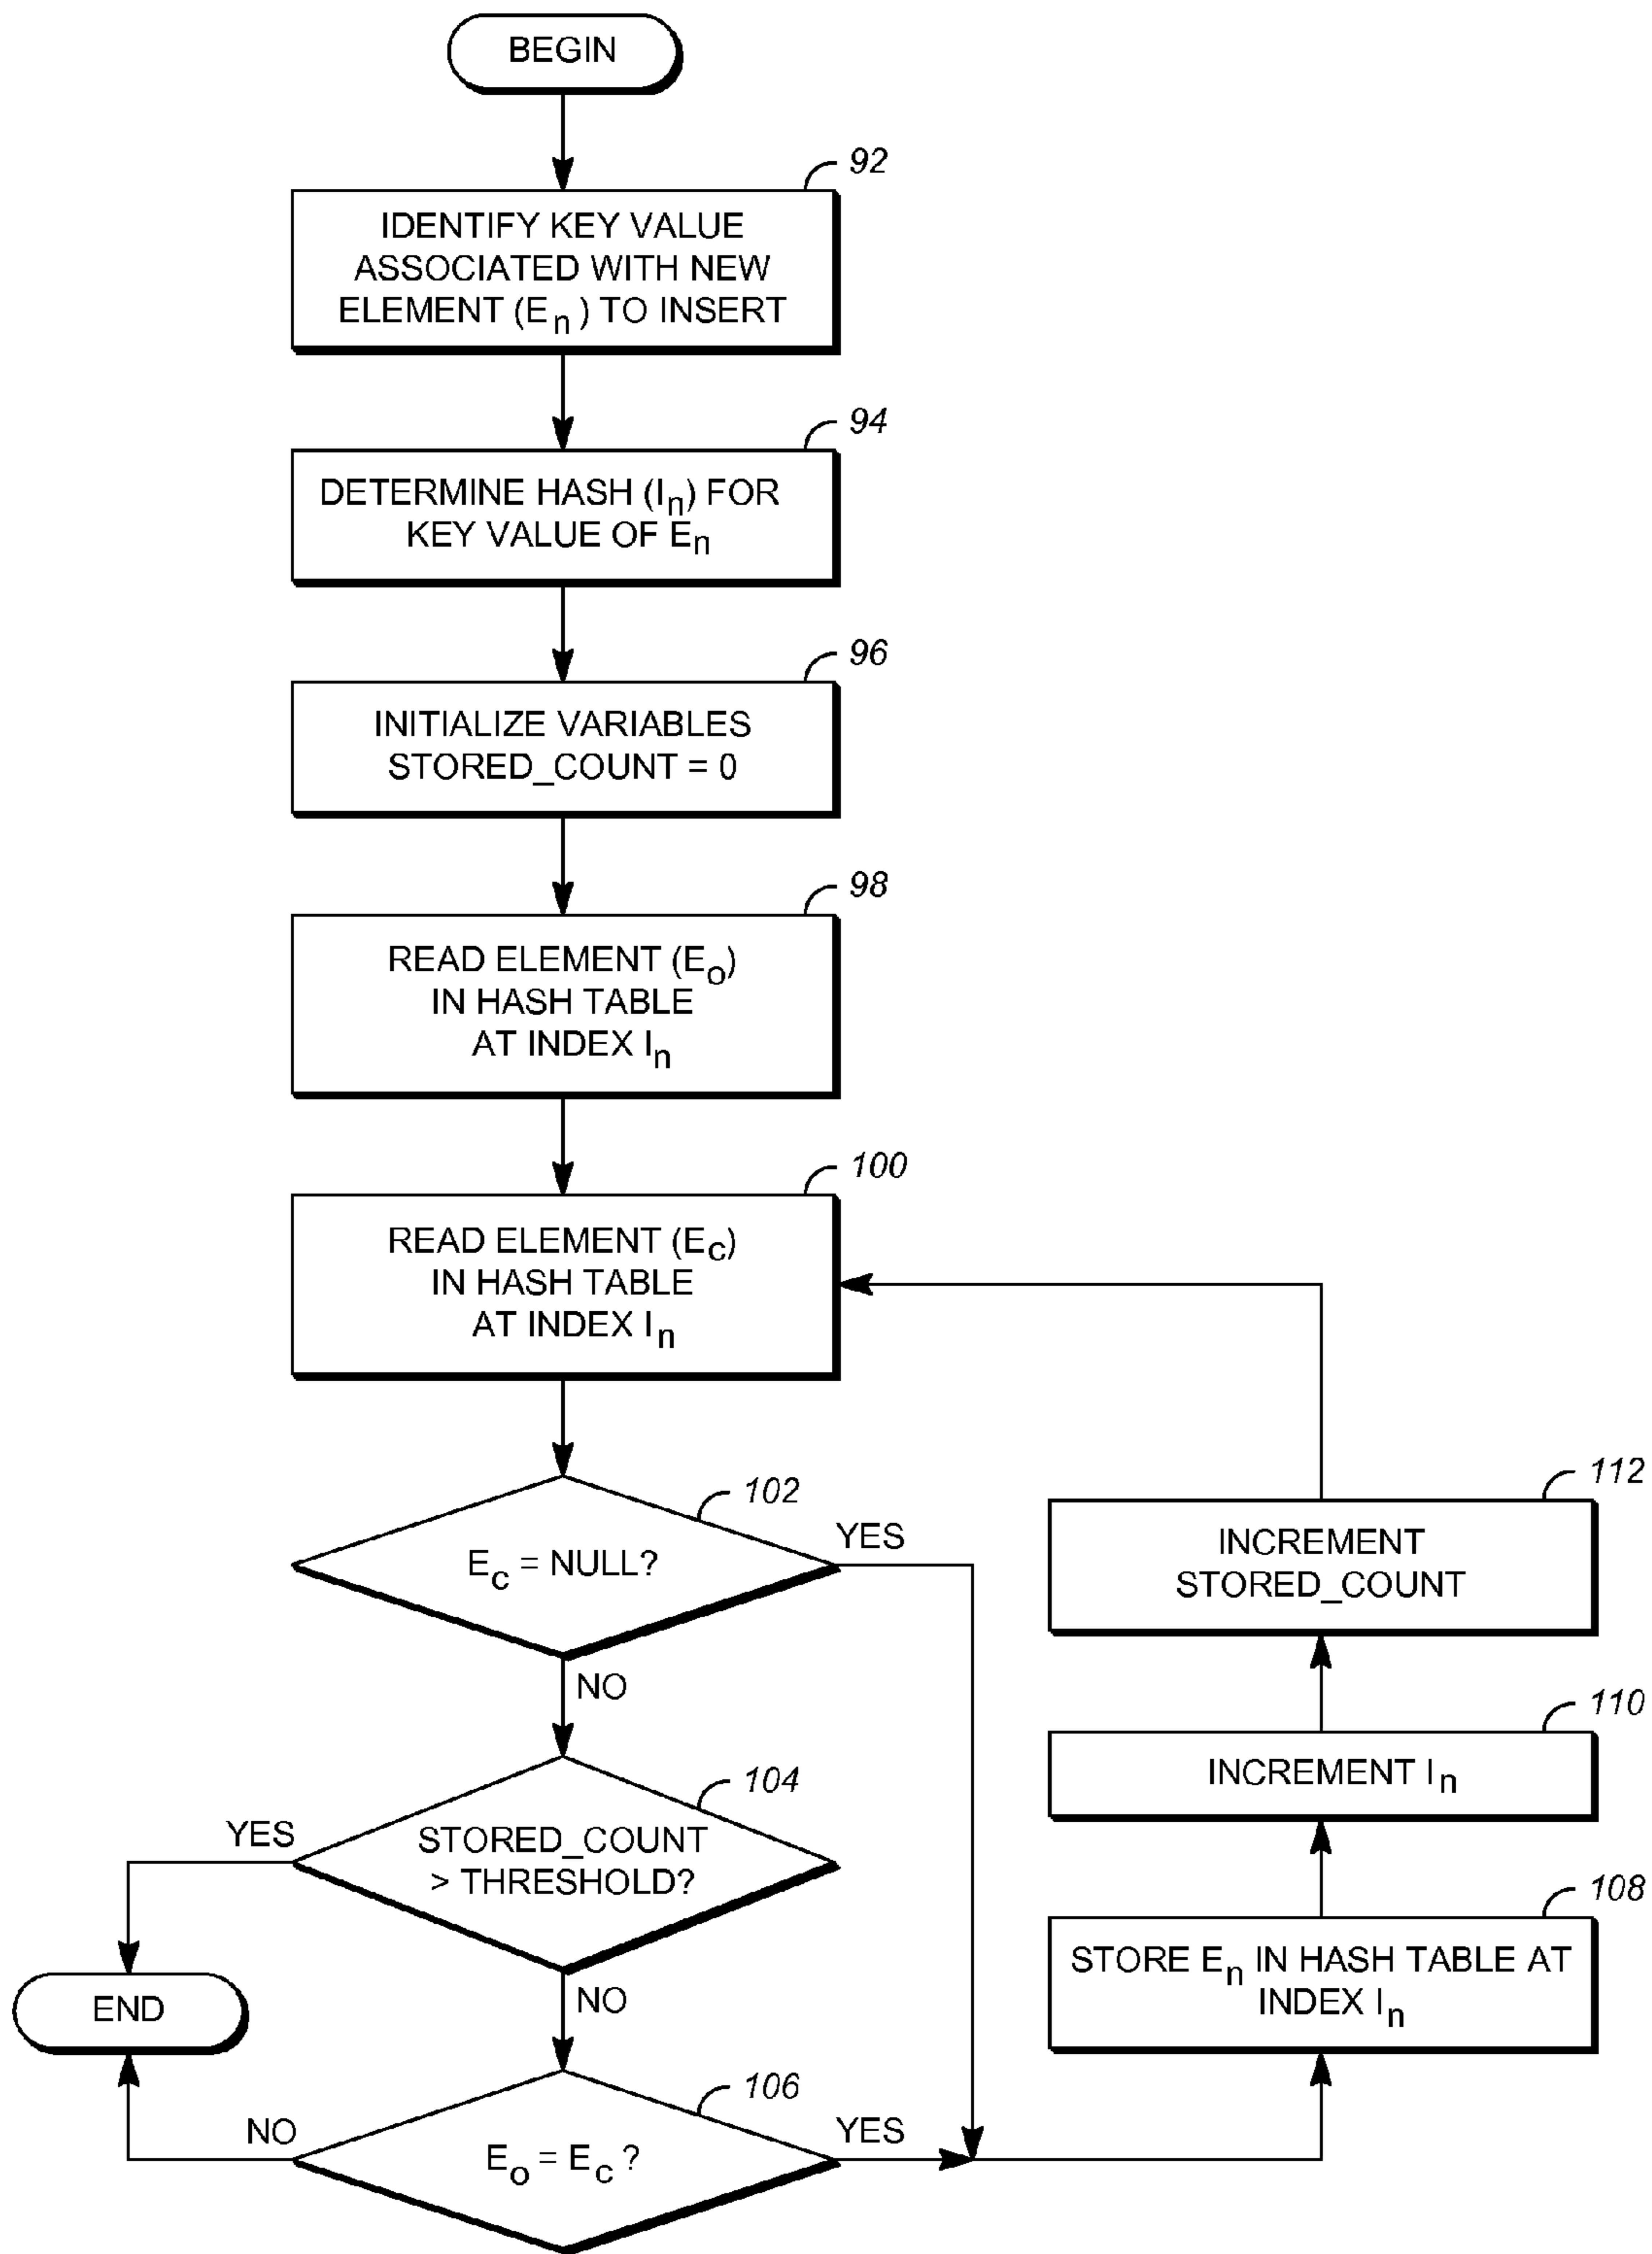 BEGIN
92
IDENTIFY KEY VALUE
ASSOCIATED WITH NEW
ELEMENT (En) TO INSERT
94
DETERMINE HASH (In) FOR
KEY VALUE OF En
96
INITIALIZE VARIABLES
STORED_COUNT = 0
98
READ ELEMENT (Eo)
IN HASH TABLE
AT INDEX In
100
READ ELEMENT (Ec)
IN HASH TABLE
AT INDEX In
102
Ec = NULL?
YES
NO
104
STORED_COUNT
> THRESHOLD?
YES
NO
END
106
Eo = Ec ?
NO
YES
108
STORE En IN HASH TABLE AT
INDEX In
110
INCREMENT In
112
INCREMENT
STORED_COUNT